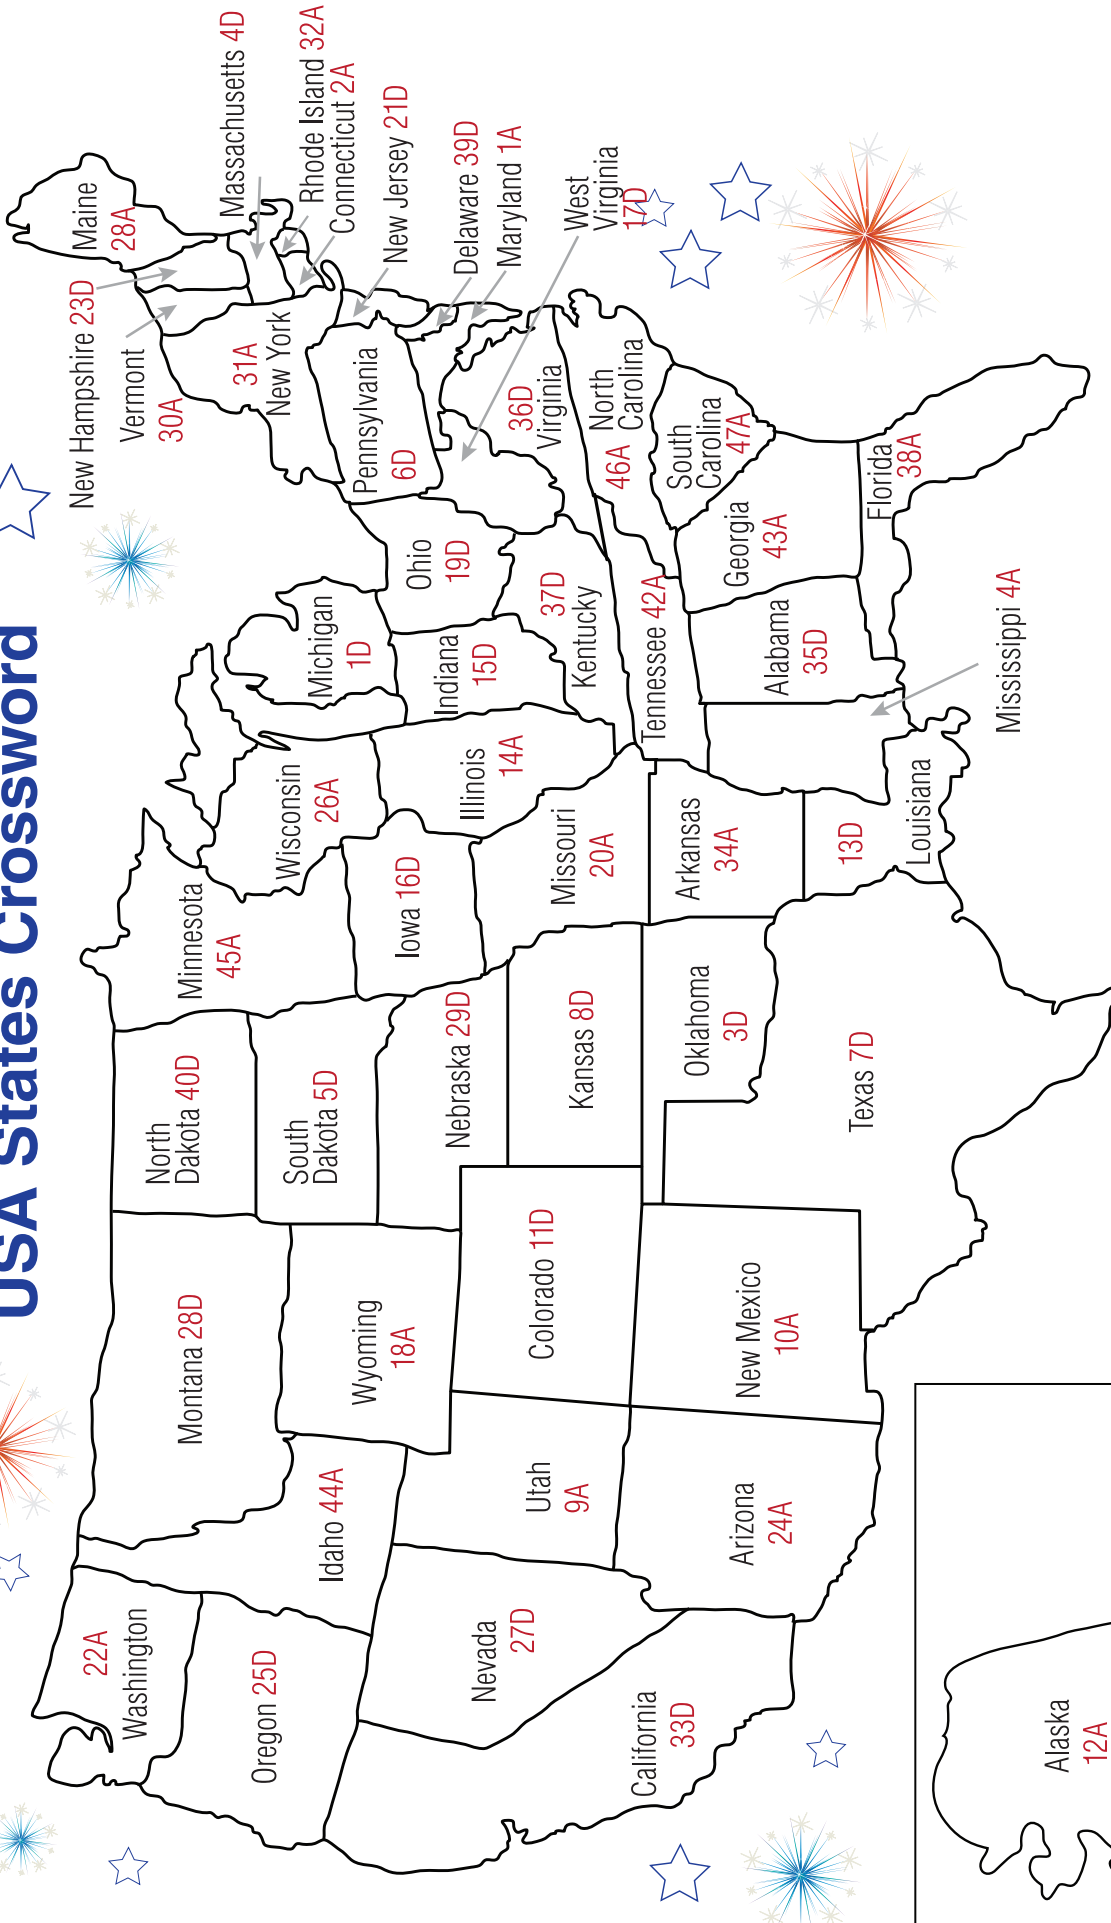 USA States Crossword
22A
Washington
Oregon 25D
California
33D
Nevada
27D
Idaho 44A
Montana 28D
Wyoming
18A
Utah
9A
Colorado 11D
Arizona
24A
New Mexico
10A
North
Dakota 40D
South
Dakota 5D
Nebraska 29D
Kansas 8D
Oklahoma
3D
Texas 7D
Minnesota
45A
Iowa 16D
Missouri
20A
Arkansas
34A
13D
Louisiana
Wisconsin
26A
Illinois
14A
Michigan
1D
Indiana
15D
Ohio
19D
37D
Kentucky
Tennessee 42A
Mississippi 4A
Alabama
35D
Georgia
43A
Florida
38A
South
Carolina
47A
North
Carolina
46A
36D
Virginia
West
Virginia
17D
Pennsylvania
6D
31A
New York
Vermont
30A
New Hampshire 23D
Maine
28A
Massachusetts 4D
Rhode Island 32A
Connecticut 2A
New Jersey 21D
Delaware 39D
Maryland 1A
Alaska
12A